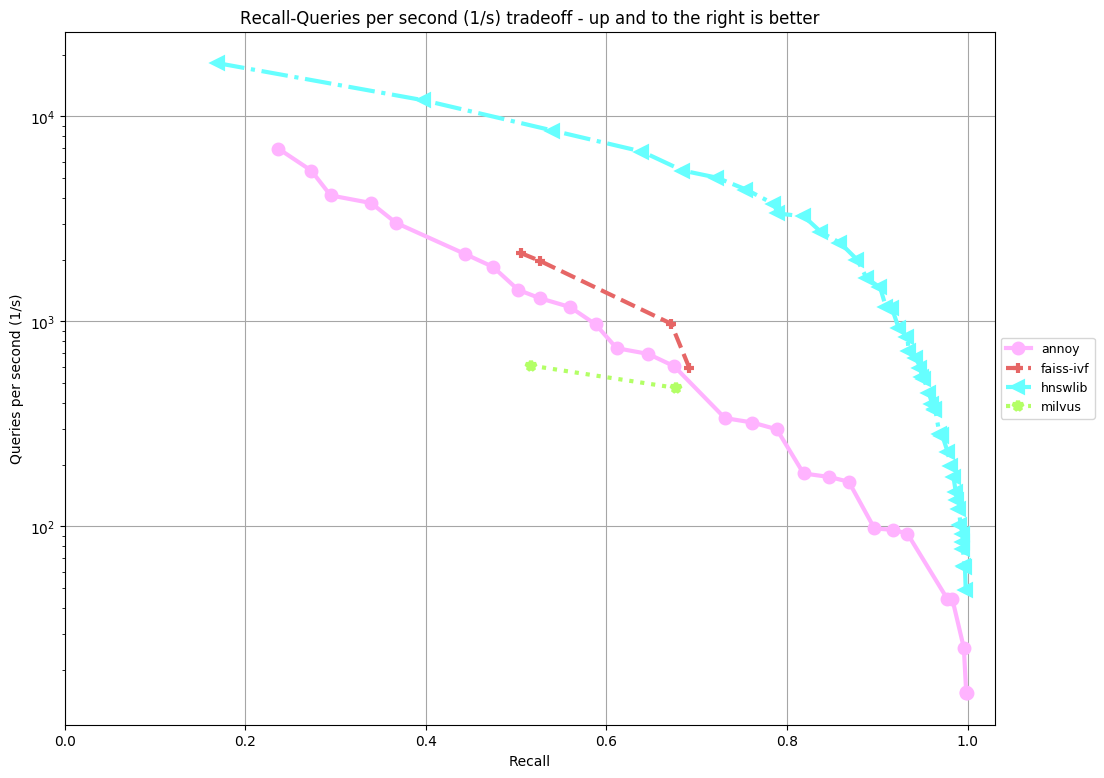 Recall-Queries per second (1/s) tradeoff - up and to the right is better
Queries per second (1/s)
10^4
10^3
10^2
0.0 0.2 0.4 0.6 0.8 1.0
Recall
annoy
faiss-ivf
hnswlib
milvus